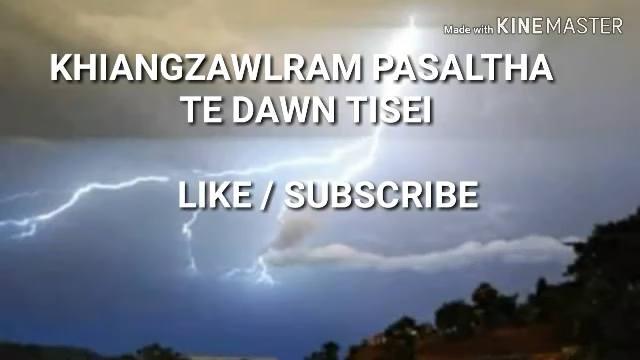 Made with KINEMASTER
KHIANGZAWLRAM PASALTHA
TE DAWN TISEI
LIKE / SUBSCRIBE